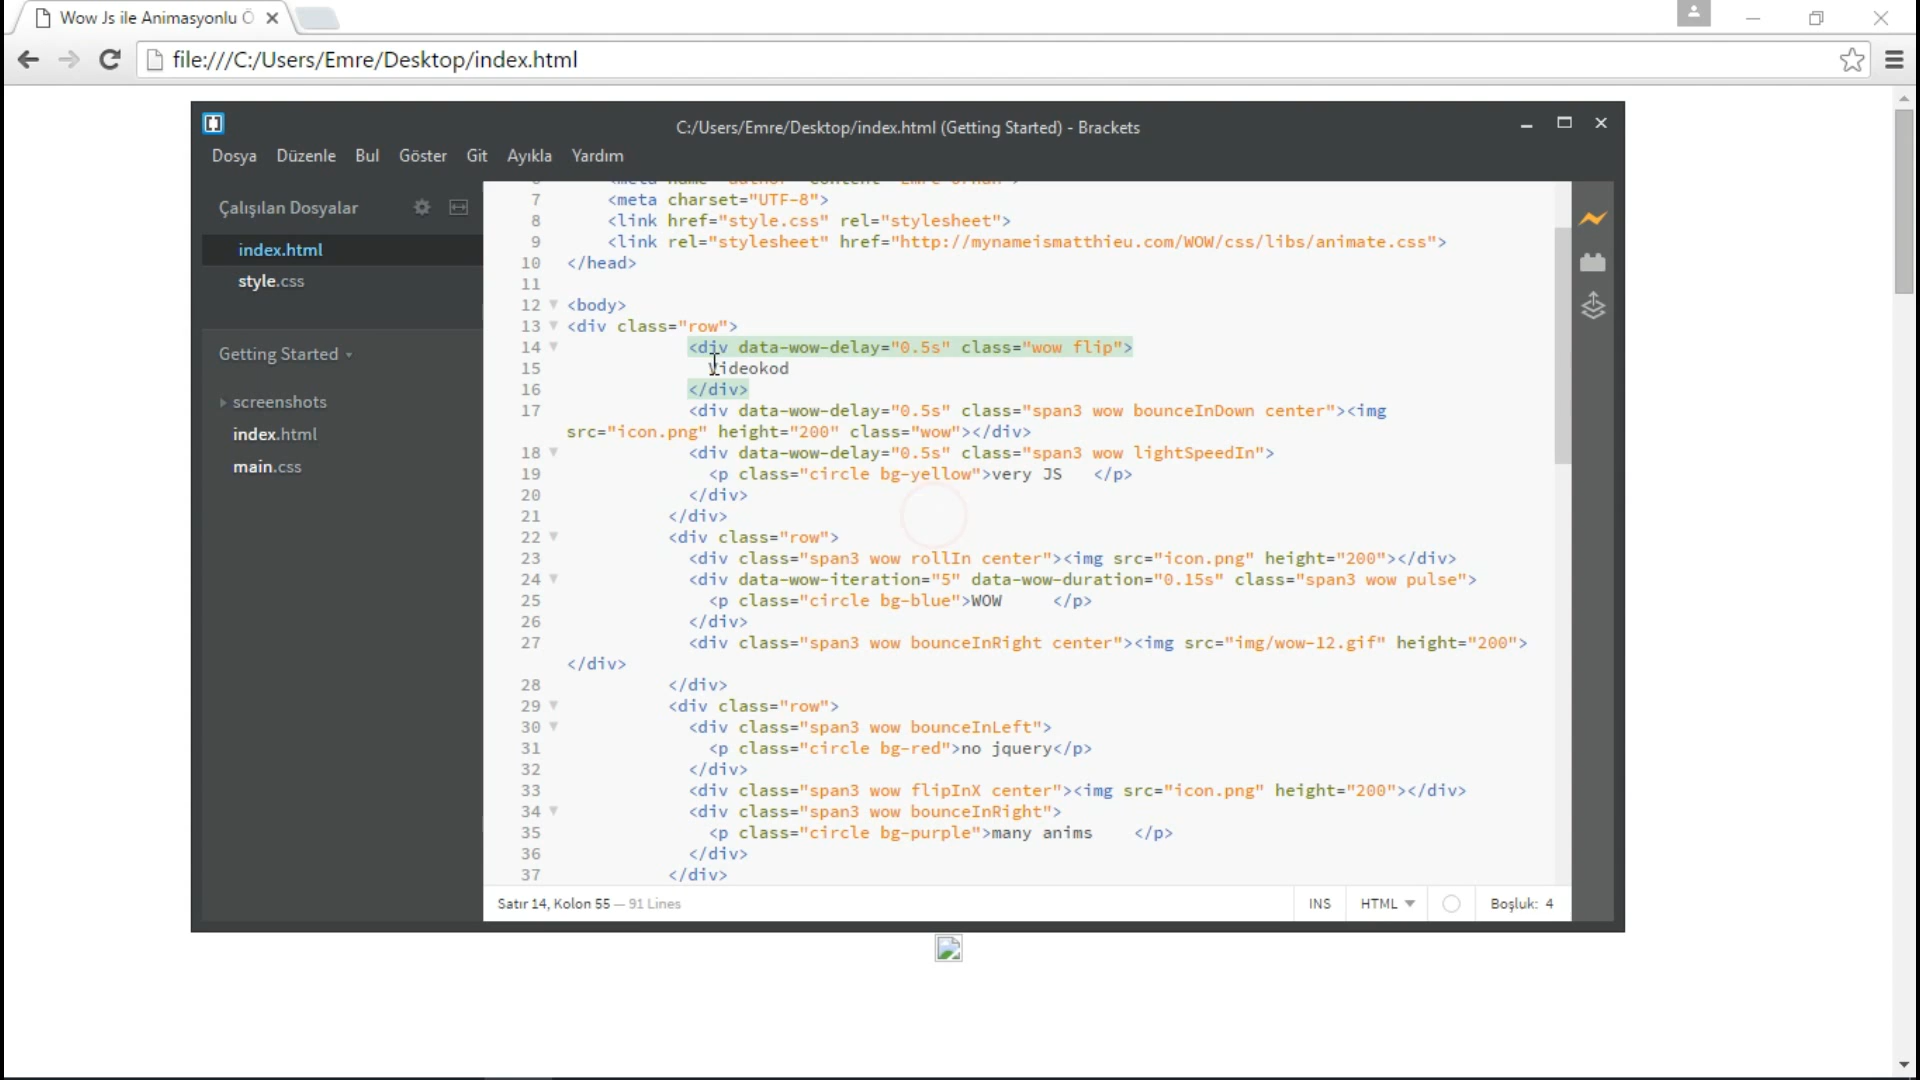 Wow Js ile Animasyonlu Ö
file:///C:/Users/Emre/Desktop/index.html
C:/Users/Emre/Desktop/index.html (Getting Started) - Brackets
Dosya Düzenle Bul Göster Git Ayıkla Yardım
Çalışılan Dosyalar
index.html
style.css
Getting Started
screenshots
index.html
main.css
7 <meta charset="UTF-8">
8 <link href="style.css" rel="stylesheet">
9 <link rel="stylesheet" href="http://mynameismatthieu.com/WOW/css/libs/animate.css">
10 </head>
11
12 <body>
13 <div class="row">
14 <div data-wow-delay="0.5s" class="wow flip">
15 Videokod
16 </div>
17 <div data-wow-delay="0.5s" class="span3 wow bounceInDown center"><img
src="icon.png" height="200" class="wow"></div>
18 <div data-wow-delay="0.5s" class="span3 wow lightSpeedIn">
19 <p class="circle bg-yellow">very JS </p>
20 </div>
21 </div>
22 <div class="row">
23 <div class="span3 wow rollIn center"><img src="icon.png" height="200"></div>
24 <div data-wow-iteration="5" data-wow-duration="0.15s" class="span3 wow pulse">
25 <p class="circle bg-blue">WOW </p>
26 </div>
27 <div class="span3 wow bounceInRight center"><img src="img/wow-12.gif" height="200">
</div>
28 </div>
29 <div class="row">
30 <div class="span3 wow bounceInLeft">
31 <p class="circle bg-red">no jquery</p>
32 </div>
33 <div class="span3 wow flipInX center"><img src="icon.png" height="200"></div>
34 <div class="span3 wow bounceInRight">
35 <p class="circle bg-purple">many anims </p>
36 </div>
37 </div>
Satır 14, Kolon 55 — 91 Lines
INS HTML Boşluk: 4